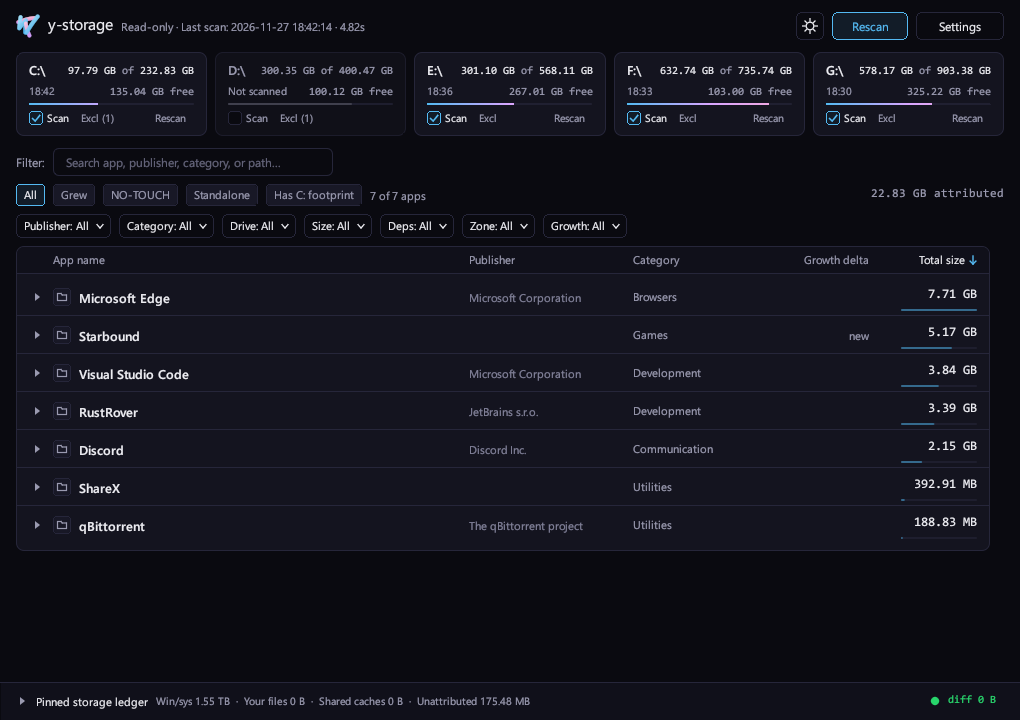 y-storage Read-only · Last scan: 2026-11-27 18:42:14 · 4.82s Rescan Settings
C:\ 97.79 GB of 232.83 GB
18:42 135.04 GB free
Scan Excl (1) Rescan
D:\ 300.35 GB of 400.47 GB
Not scanned 100.12 GB free
Scan Excl (1)
E:\ 301.10 GB of 568.11 GB
18:36 267.01 GB free
Scan Excl Rescan
F:\ 632.74 GB of 735.74 GB
18:33 103.00 GB free
Scan Excl Rescan
G:\ 578.17 GB of 903.38 GB
18:30 325.22 GB free
Scan Excl Rescan
Filter: Search app, publisher, category, or path...
All Grew NO-TOUCH Standalone Has C: footprint 7 of 7 apps 22.83 GB attributed
Publisher: All Category: All Drive: All Size: All Deps: All Zone: All Growth: All
App name Publisher Category Growth delta Total size ↓
Microsoft Edge Microsoft Corporation Browsers 7.71 GB
Starbound Games new 5.17 GB
Visual Studio Code Microsoft Corporation Development 3.84 GB
RustRover JetBrains s.r.o. Development 3.39 GB
Discord Discord Inc. Communication 2.15 GB
ShareX Utilities 392.91 MB
qBittorrent The qBittorrent project Utilities 188.83 MB
Pinned storage ledger Win/sys 1.55 TB · Your files 0 B · Shared caches 0 B · Unattributed 175.48 MB diff 0 B